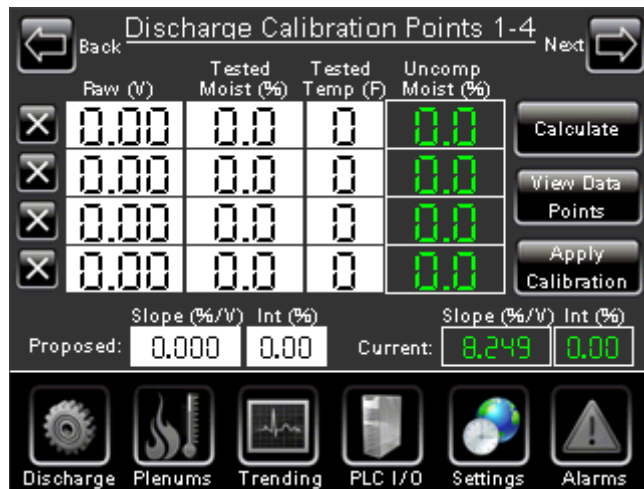 Discharge Calibration Points 1-4
Back
Next
Raw (V)
Tested Moist (%)
Tested Temp (F)
Uncomp Moist (%)
0.00 0.0 0 0.0
0.00 0.0 0 0.0
0.00 0.0 0 0.0
0.00 0.0 0 0.0
Calculate
View Data
Points
Apply
Calibration
Slope (%/V) Int (%)
Slope (%/V) Int (%)
Proposed: 0.000 0.00
Current: 8.249 0.00
Discharge Plenums Trending PLC I/O Settings Alarms